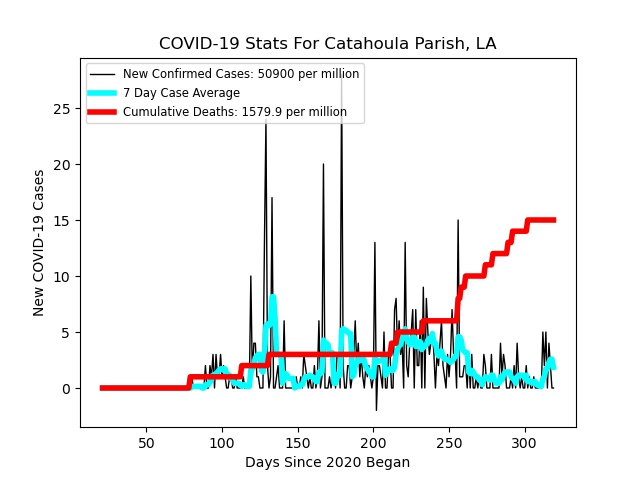 COVID-19 Stats For Catahoula Parish, LA
New Confirmed Cases: 50900 per million
7 Day Case Average
Cumulative Deaths: 1579.9 per million
New COVID-19 Cases
25
20
15
10
5
0
50 100 150 200 250 300
Days Since 2020 Began